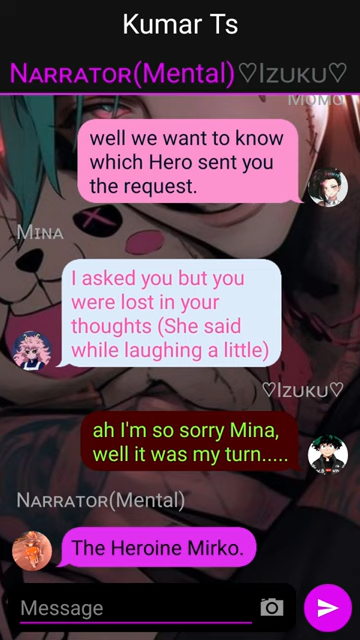 Kumar Ts
Narrator(Mental)♡Izuku♡
Momo
well we want to know
which Hero sent you
the request.
Mina
I asked you but you
were lost in your
thoughts (She said
while laughing a little)
♡Izuku♡
ah I'm so sorry Mina,
well it was my turn.....
Narrator(Mental)
The Heroine Mirko.
Message